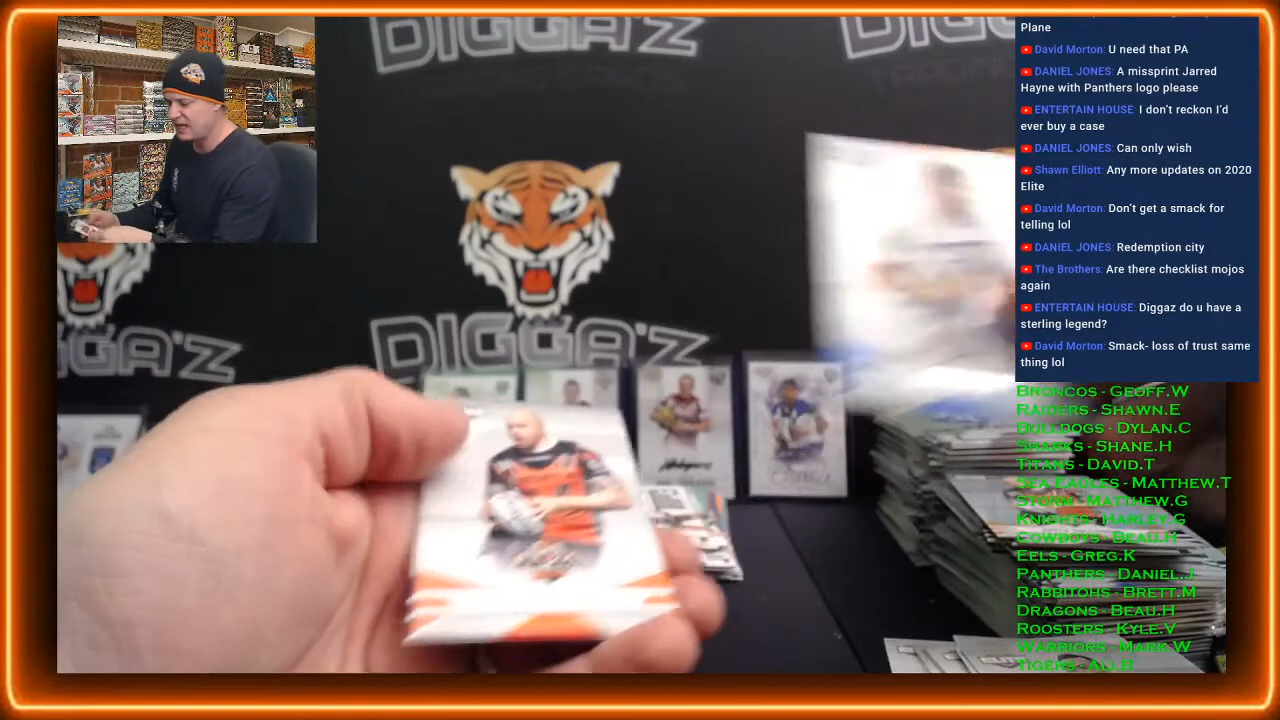 DIGGAZ
DIGGA'Z
DIGGA'Z
Plane
David Morton: U need that PA
DANIEL JONES: A missprint Jarred
Hayne with Panthers logo please
ENTERTAIN HOUSE: I don't reckon I'd
ever buy a case
DANIEL JONES: Can only wish
Shawn Elliott: Any more updates on 2020
Elite
David Morton: Don't get a smack for
telling lol
DANIEL JONES: Redemption city
The Brothers: Are there checklist mojos
again
ENTERTAIN HOUSE: Diggaz do u have a
sterling legend?
David Morton: Smack- loss of trust same
thing lol
Broncos - Geoff.W
Raiders - Shawn.E
Bulldogs - Dylan.C
Sharks - Shane.H
Titans - David.T
Sea Eagles - Matthew.T
Storm - Matthew.G
Knights - Harley.G
Cowboys - Beau.H
Eels - Greg.K
Panthers - Daniel.J
Rabbitohs - Brett.M
Dragons - Beau.H
Roosters - Kyle.V
Warriors - Mark.W
Tigers - Ali.B